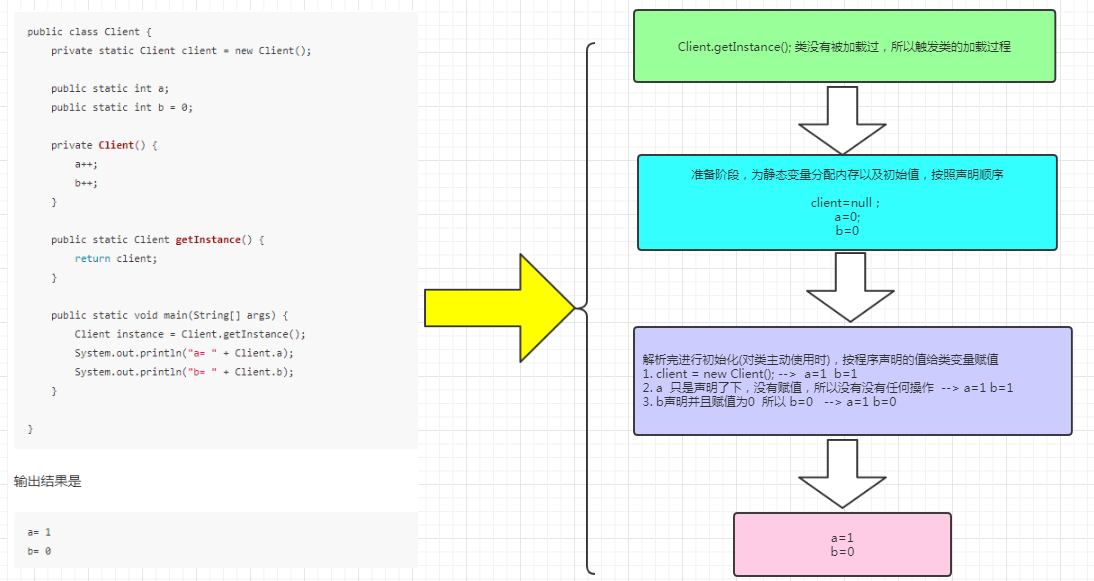 public class Client {
private static Client client = new Client();
public static int a;
public static int b = 0;
private Client() {
a++;
b++;
}
public static Client getInstance() {
return client;
}
public static void main(String[] args) {
Client instance = Client.getInstance();
System.out.println("a= " + Client.a);
System.out.println("b= " + Client.b);
}
}
输出结果是
a= 1
b= 0
Client.getInstance(); 类没有被加载过，所以触发类的加载过程
准备阶段，为静态变量分配内存以及初始值，按照声明顺序
client=null；
a=0;
b=0
解析完进行初始化(对类主动使用时)，按程序声明的值给类变量赋值
1. client = new Client(); --> a=1 b=1
2. a 只是声明了下，没有赋值，所以没有没有任何操作 --> a=1 b=1
3. b声明并且赋值为0 所以 b=0 --> a=1 b=0
a=1
b=0